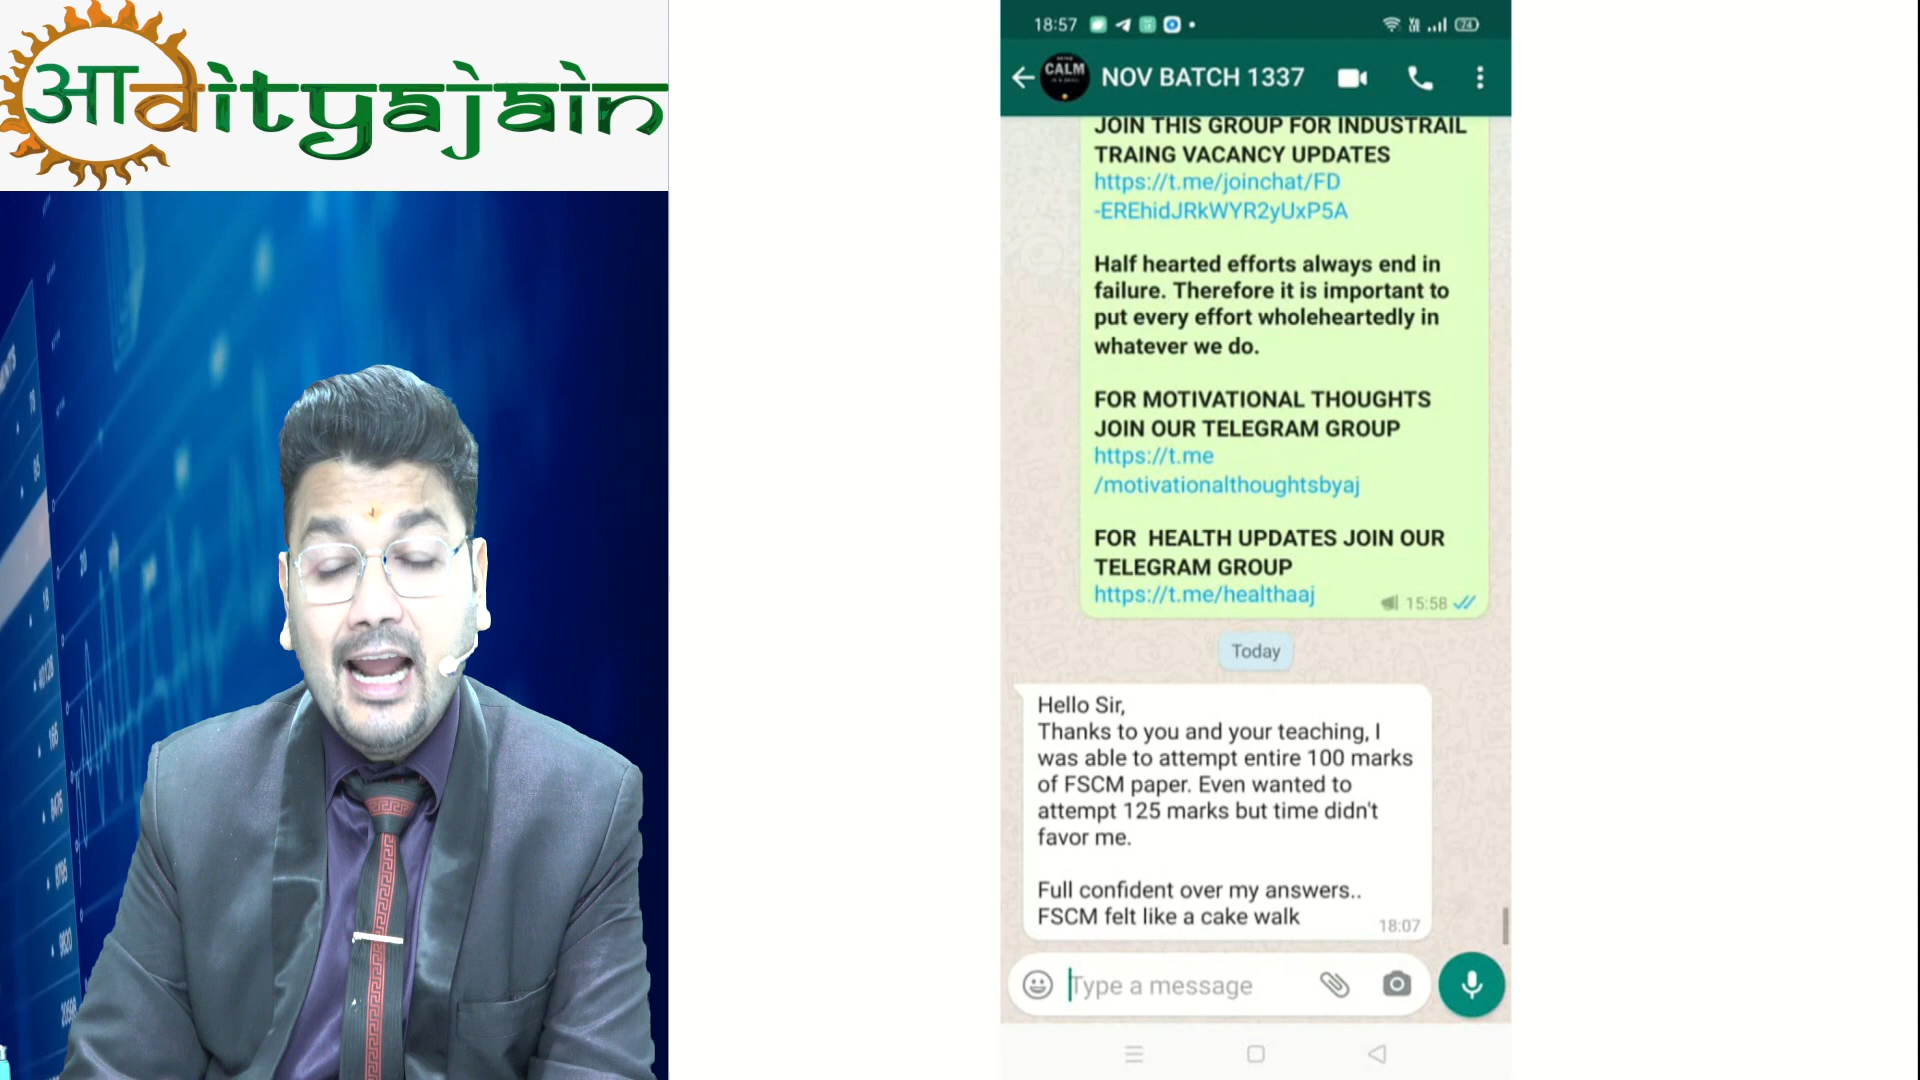 आdityajain
18:57
74
CALM
NOV BATCH 1337
JOIN THIS GROUP FOR INDUSTRAIL
TRAING VACANCY UPDATES
https://t.me/joinchat/FD
-EREhidJRkWYR2yUxP5A
Half hearted efforts always end in
failure. Therefore it is important to
put every effort wholeheartedly in
whatever we do.
FOR MOTIVATIONAL THOUGHTS
JOIN OUR TELEGRAM GROUP
https://t.me
/motivationalthoughtsbyaj
FOR  HEALTH UPDATES JOIN OUR
TELEGRAM GROUP
https://t.me/healthaaj
15:58
Today
Hello Sir,
Thanks to you and your teaching, I
was able to attempt entire 100 marks
of FSCM paper. Even wanted to
attempt 125 marks but time didn't
favor me.
Full confident over my answers..
FSCM felt like a cake walk
18:07
Type a message